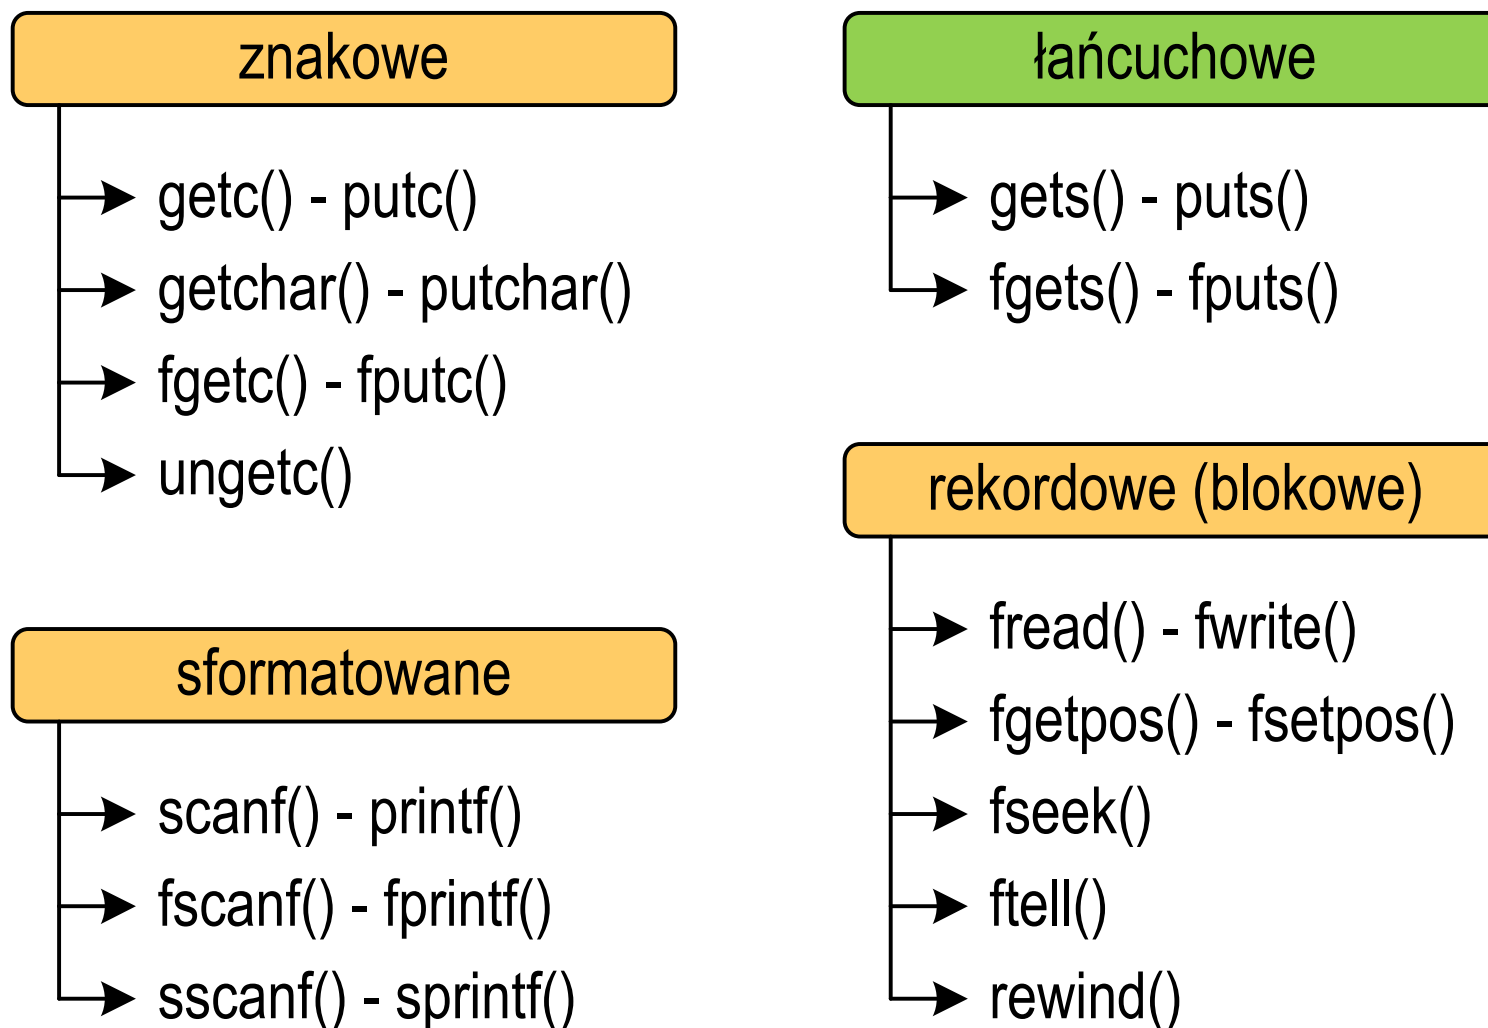 znakowe
getc() - putc()
getchar() - putchar()
fgetc() - fputc()
ungetc()
sformatowane
scanf() - printf()
fscanf() - fprintf()
sscanf() - sprintf()
łańcuchowe
gets() - puts()
fgets() - fputs()
rekordowe (blokowe)
fread() - fwrite()
fgetpos() - fsetpos()
fseek()
ftell()
rewind()